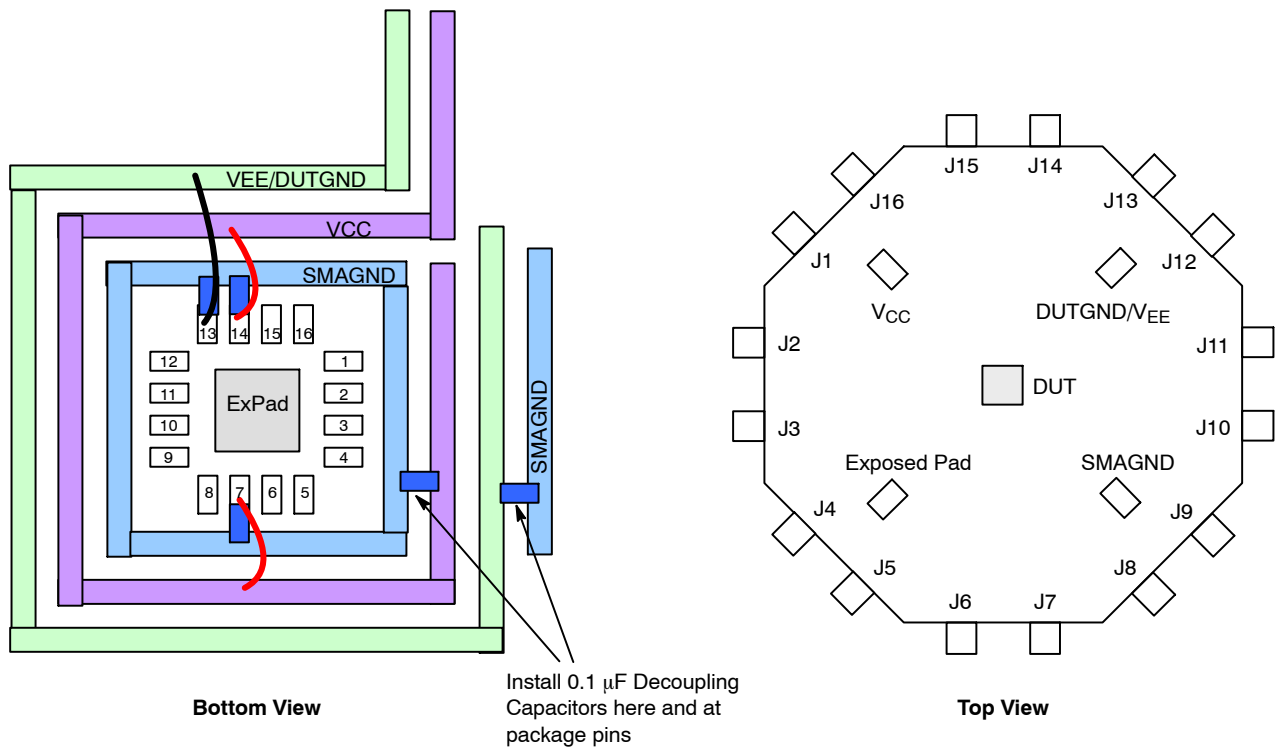 VEE/DUTGND
VCC
SMAGND
13 14 15 16
12
11
10
9
ExPad
1
2
3
4
8 7 6 5
SMAGND
Install 0.1 μF Decoupling
Capacitors here and at
package pins
Bottom View
J15 J14
J16 J13
J1 J12
VCC DUTGND/VEE
J2 J11
DUT
J3 J10
Exposed Pad SMAGND
J4 J9
J5 J8
J6 J7
Top View